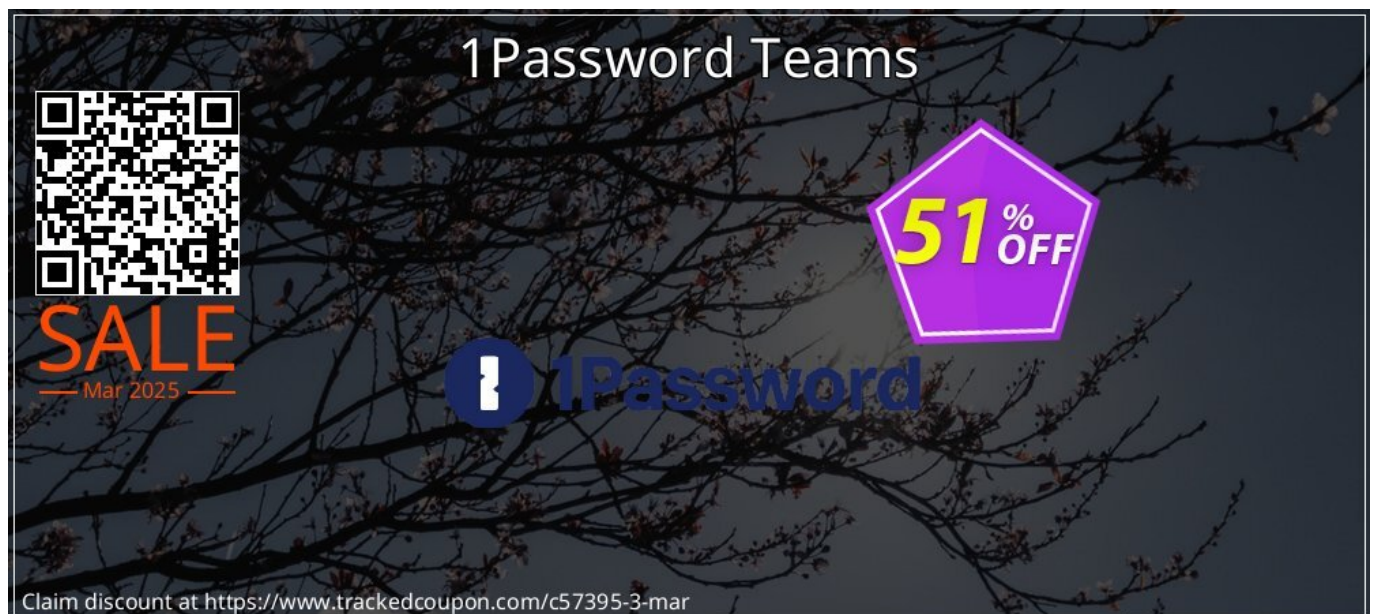 1Password Teams
51% OFF
SALE
Mar 2025
1Password
Claim discount at https://www.trackedcoupon.com/c57395-3-mar